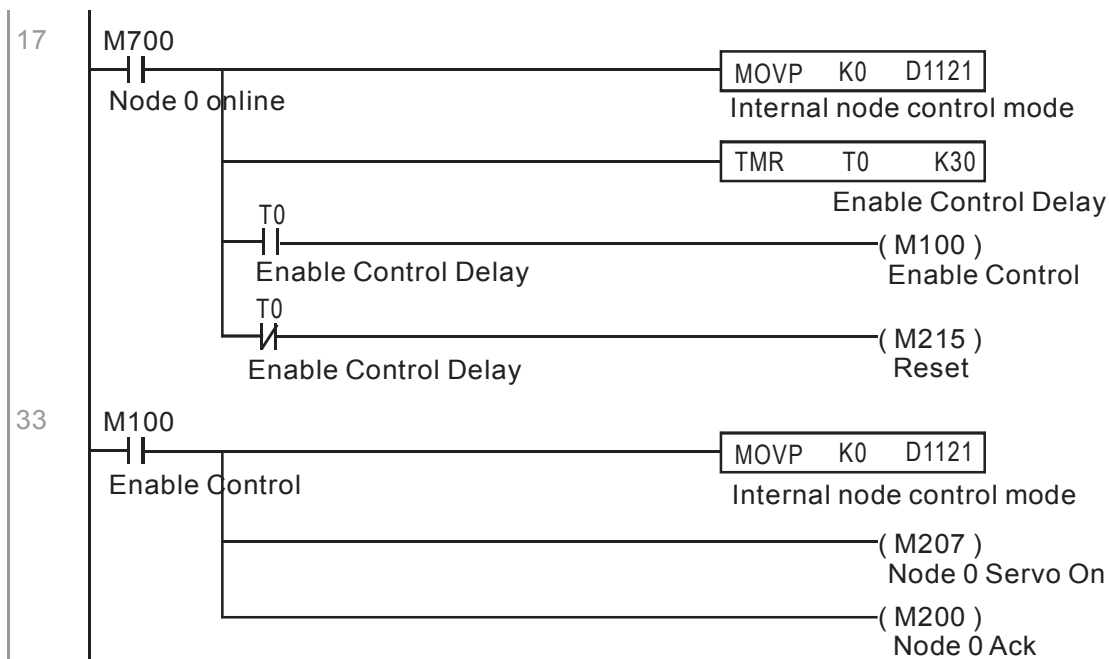 17
M700
MOVP K0 D1121
Node 0 online
Internal node control mode
TMR T0 K30
Enable Control Delay
T0
( M100 )
Enable Control Delay
Enable Control
T0
( M215 )
Enable Control Delay
Reset
33
M100
MOVP K0 D1121
Enable Control
Internal node control mode
( M207 )
Node 0 Servo On
( M200 )
Node 0 Ack